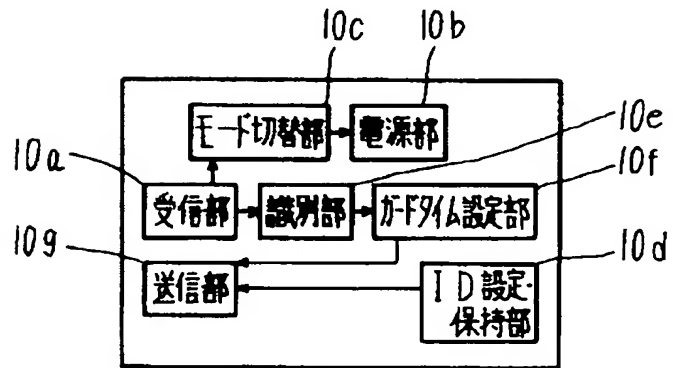 10c
10b
モード切替部
電源部
10e
10a
10f
受信部
識別部
ガードタイム設定部
10g
10d
送信部
ID設定・
保持部